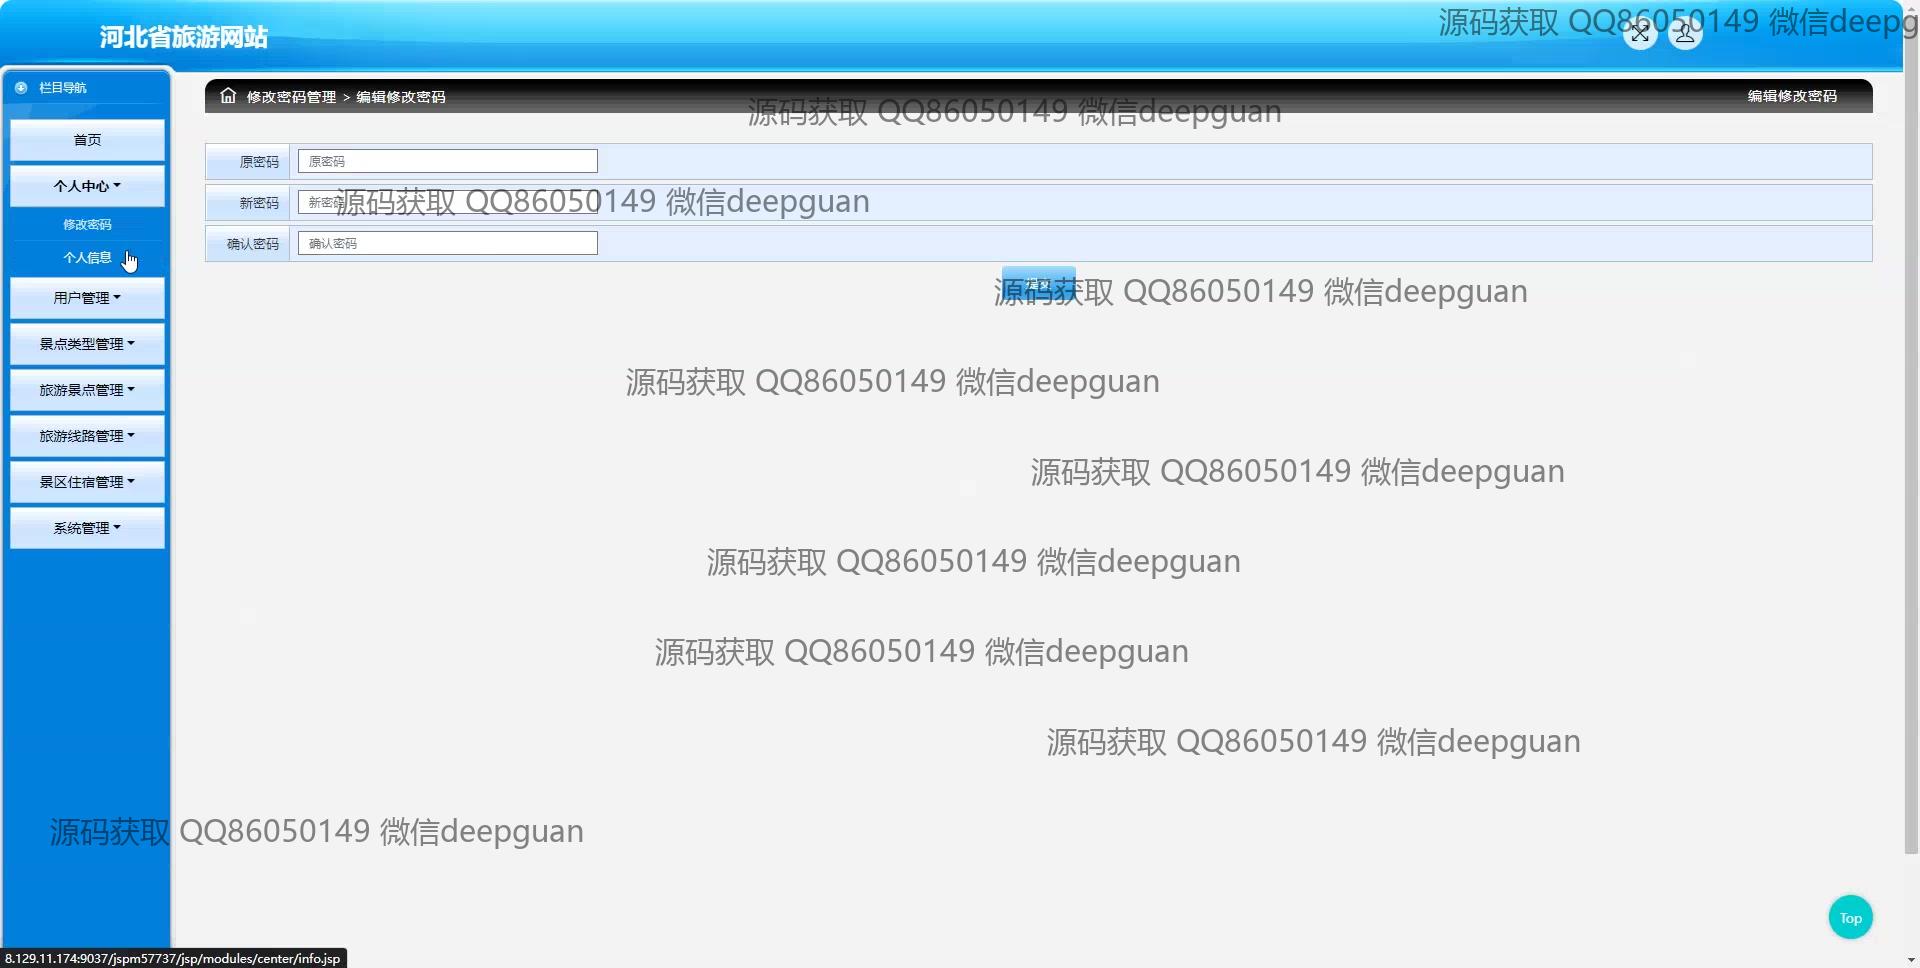 河北省旅游网站
源码获取 QQ86050149 微信deepg
栏目导航
首页
个人中心
修改密码
个人信息
用户管理
景点类型管理
旅游景点管理
旅游线路管理
景区住宿管理
系统管理
修改密码管理 > 编辑修改密码
编辑修改密码
源码获取 QQ86050149 微信deepguan
原密码 原密码
新密码 新密码
源码获取 QQ86050149 微信deepguan
确认密码 确认密码
提交
源码获取 QQ86050149 微信deepguan
源码获取 QQ86050149 微信deepguan
源码获取 QQ86050149 微信deepguan
源码获取 QQ86050149 微信deepguan
源码获取 QQ86050149 微信deepguan
源码获取 QQ86050149 微信deepguan
源码获取 QQ86050149 微信deepguan
Top
8.129.11.174:9037/jspm57737/jsp/modules/center/info.jsp